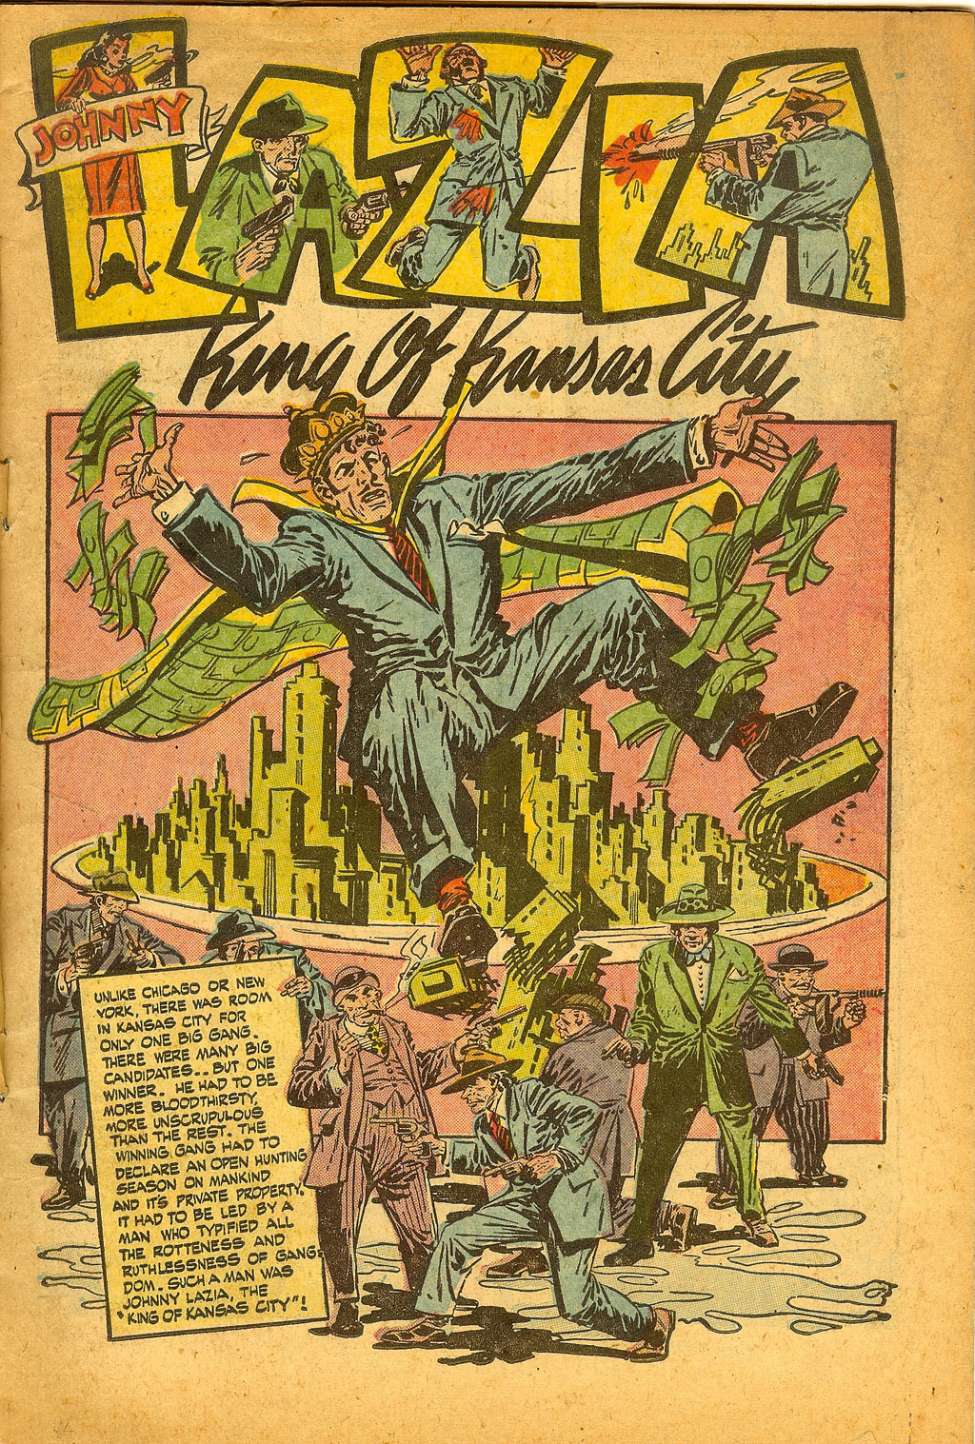 JOHNNY
LAZIA
King Of Kansas City
UNLIKE CHICAGO OR NEW
YORK, THERE WAS ROOM
IN KANSAS CITY FOR
ONLY ONE BIG GANG.
THERE WERE MANY BIG
CANDIDATES.. BUT ONE
WINNER. HE HAD TO BE
MORE BLOODTHIRSTY,
MORE UNSCRUPULOUS
THAN THE REST. THE
WINNING GANG HAD TO
DECLARE AN OPEN HUNTING
SEASON ON MANKIND
AND IT'S PRIVATE PROPERTY.
IT HAD TO BE LED BY A
MAN WHO TYPIFIED ALL
THE ROTTENESS AND
RUTHLESSNESS OF GANG-
DOM. SUCH A MAN WAS
JOHNNY LAZIA, THE
"KING OF KANSAS CITY"!